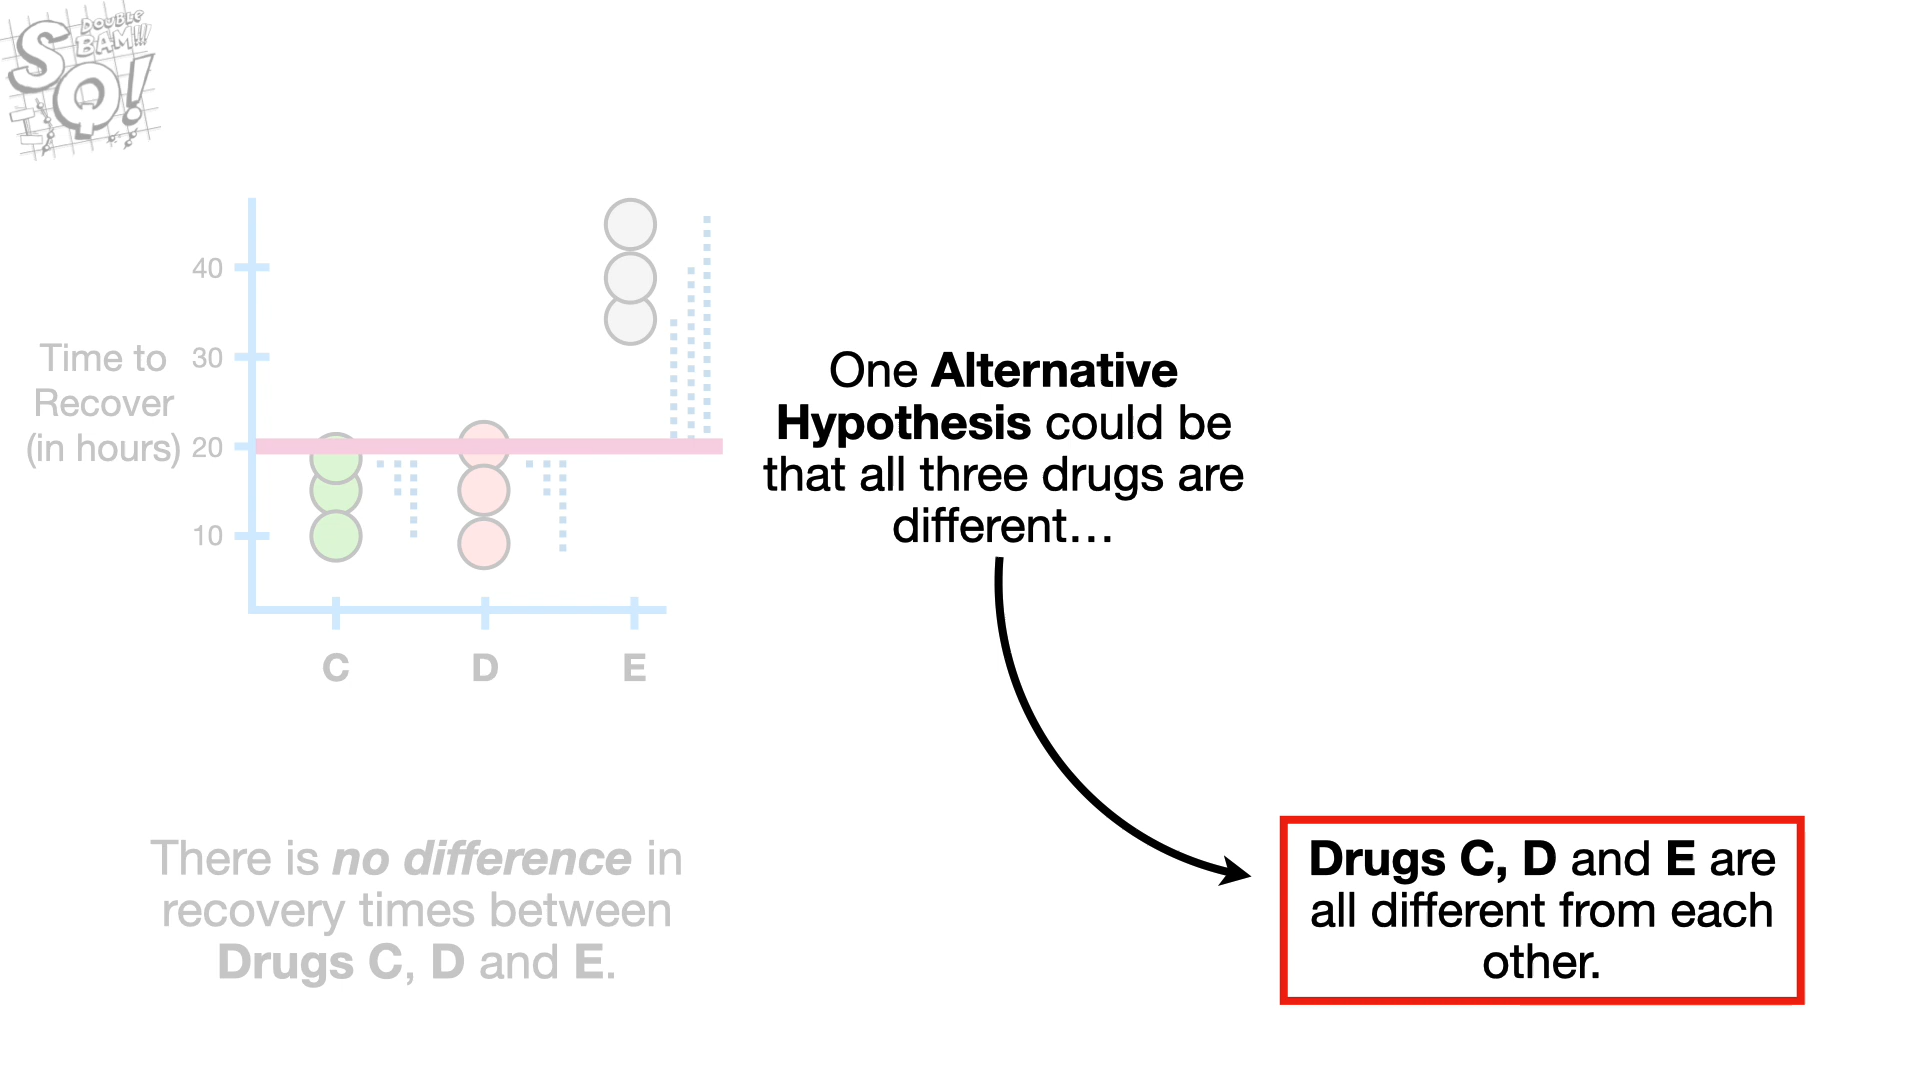 DOUBLE
BAM!!!
SQ!
40
30
20
10
Time to
Recover
(in hours)
C D E
One Alternative
Hypothesis could be
that all three drugs are
different…
There is no difference in
recovery times between
Drugs C, D and E.
Drugs C, D and E are
all different from each
other.